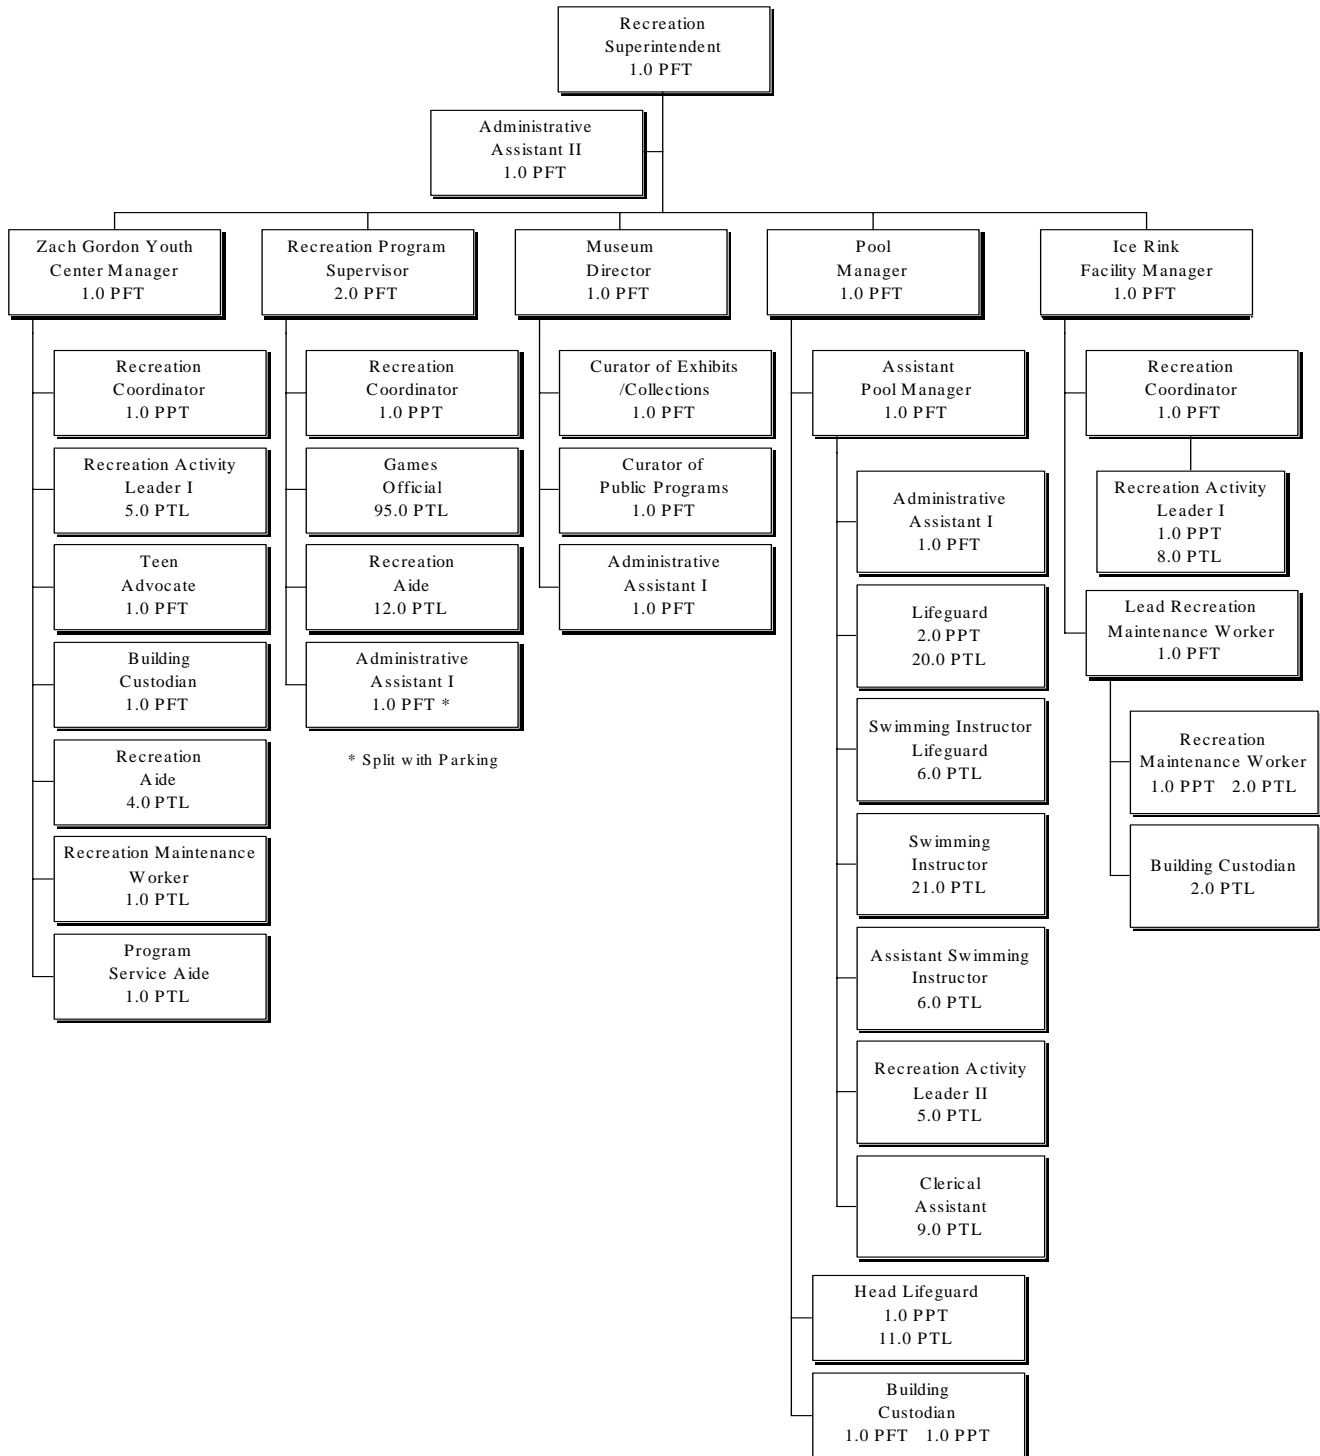 Recreation
Superintendent
1.0 PFT
Administrative
Assistant II
1.0 PFT
Zach Gordon Youth
Center Manager
1.0 PFT
Recreation
Coordinator
1.0 PPT
Recreation Activity
Leader I
5.0 PTL
Teen
Advocate
1.0 PFT
Building
Custodian
1.0 PFT
Recreation
Aide
4.0 PTL
Recreation Maintenance
Worker
1.0 PTL
Program
Service Aide
1.0 PTL
Recreation Program
Supervisor
2.0 PFT
Recreation
Coordinator
1.0 PPT
Games
Official
95.0 PTL
Recreation
Aide
12.0 PTL
Administrative
Assistant I
1.0 PFT *
* Split with Parking
Museum
Director
1.0 PFT
Curator of Exhibits
/Collections
1.0 PFT
Curator of
Public Programs
1.0 PFT
Administrative
Assistant I
1.0 PFT
Pool
Manager
1.0 PFT
Assistant
Pool Manager
1.0 PFT
Administrative
Assistant I
1.0 PFT
Lifeguard
2.0 PPT
20.0 PTL
Swimming Instructor
Lifeguard
6.0 PTL
Swimming
Instructor
21.0 PTL
Assistant Swimming
Instructor
6.0 PTL
Recreation Activity
Leader II
5.0 PTL
Clerical
Assistant
9.0 PTL
Head Lifeguard
1.0 PPT
11.0 PTL
Building
Custodian
1.0 PFT 1.0 PPT
Ice Rink
Facility Manager
1.0 PFT
Recreation
Coordinator
1.0 PFT
Recreation Activity
Leader I
1.0 PPT
8.0 PTL
Lead Recreation
Maintenance Worker
1.0 PFT
Recreation
Maintenance Worker
1.0 PPT 2.0 PTL
Building Custodian
2.0 PTL